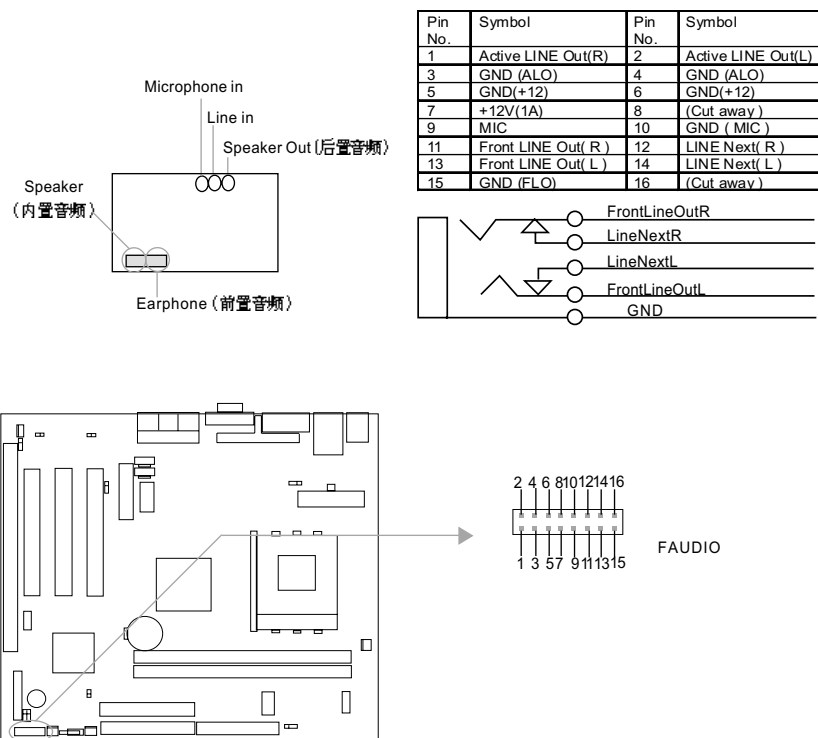 Microphone in
Line in
Speaker Out（后置音频）
Speaker
（内置音频）
Earphone（前置音频）
Pin No. Symbol Pin No. Symbol
1 Active LINE Out(R) 2 Active LINE Out(L)
3 GND (ALO) 4 GND (ALO)
5 GND(+12) 6 GND(+12)
7 +12V(1A) 8 (Cut away )
9 MIC 10 GND ( MIC )
11 Front LINE Out( R ) 12 LINE Next( R )
13 Front LINE Out( L ) 14 LINE Next( L )
15 GND (FLO) 16 (Cut away )
FrontLineOutR
LineNextR
LineNextL
FrontLineOutL
GND
2 4 6 8 10 12 14 16
1 3 5 7 9 11 13 15
FAUDIO